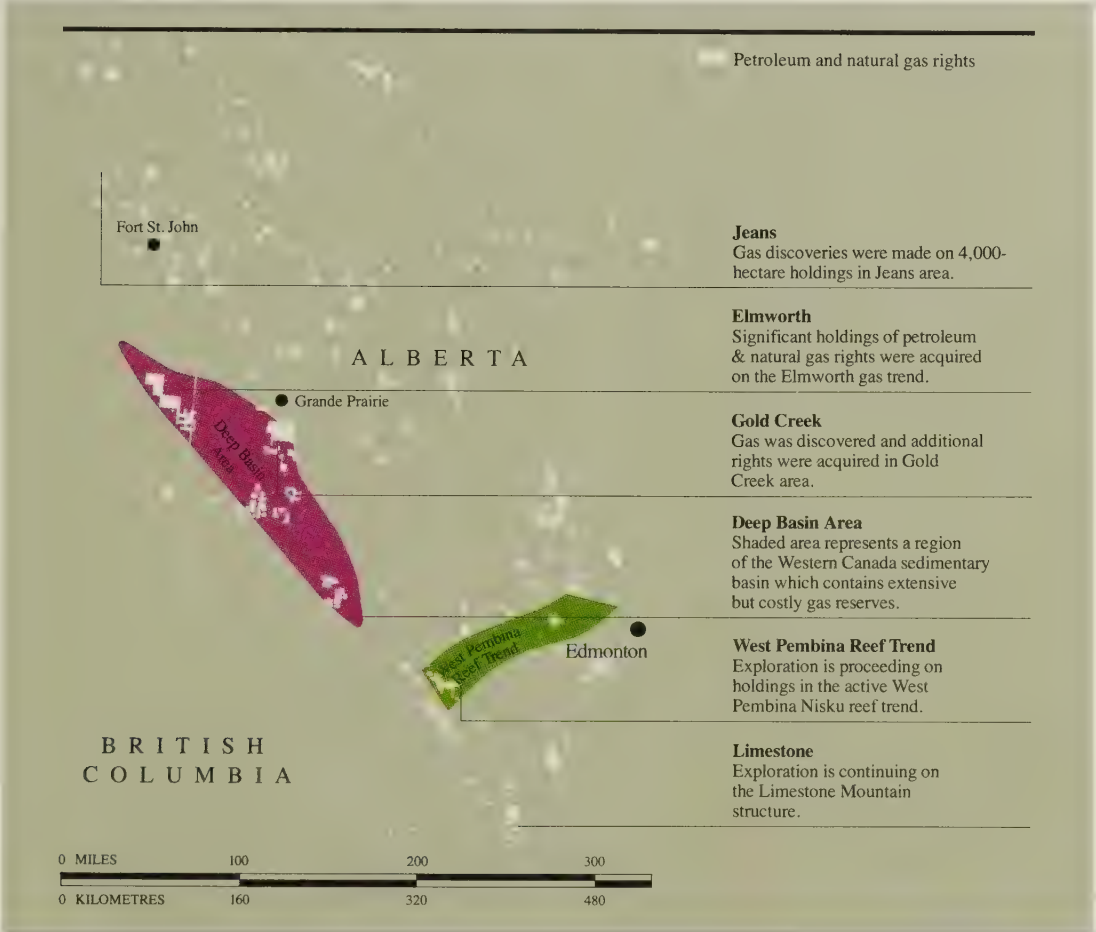 Petroleum and natural gas rights
Fort St. John
Jeans
Gas discoveries were made on 4,000-
hectare holdings in Jeans area.
Elmworth
Significant holdings of petroleum
& natural gas rights were acquired
on the Elmworth gas trend.
ALBERTA
Grande Prairie
Deep Basin
Area
Gold Creek
Gas was discovered and additional
rights were acquired in Gold
Creek area.
Deep Basin Area
Shaded area represents a region
of the Western Canada sedimentary
basin which contains extensive
but costly gas reserves.
West Pembina
Reef Trend
Edmonton
West Pembina Reef Trend
Exploration is proceeding on
holdings in the active West
Pembina Nisku reef trend.
BRITISH
COLUMBIA
Limestone
Exploration is continuing on
the Limestone Mountain
structure.
0 MILES 100 200 300
0 KILOMETRES 160 320 480